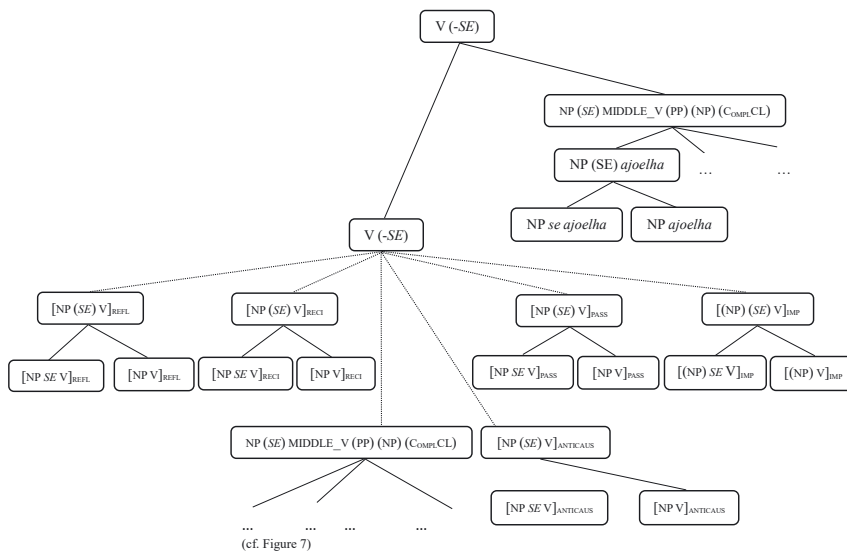 V (-SE)
NP (SE) MIDDLE_V (PP) (NP) (COMPLCL)
NP (SE) ajoelha
...
...
NP se ajoelha
NP ajoelha
V (-SE)
[NP (SE) V]REFL
[NP (SE) V]RECI
[NP (SE) V]PASS
[(NP) (SE) V]IMP
[NP SE V]REFL
[NP V]REFL
[NP SE V]RECI
[NP V]RECI
[NP SE V]PASS
[NP V]PASS
[(NP) SE V]IMP
[(NP) V]IMP
NP (SE) MIDDLE_V (PP) (NP) (COMPLCL)
[NP (SE) V]ANTICAUS
[NP SE V]ANTICAUS
[NP V]ANTICAUS
... ... ... ...
(cf. Figure 7)